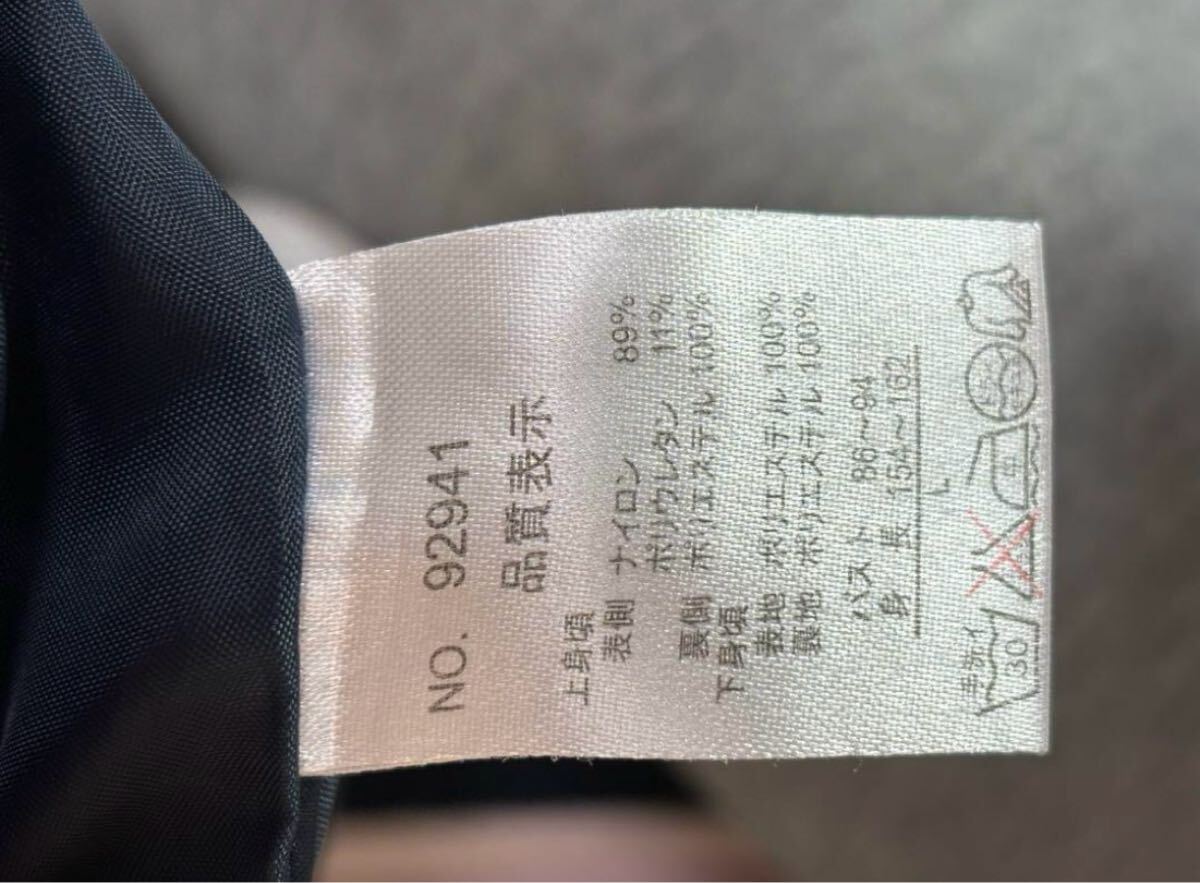 NO. 92941
品質表示
上身頃
表側 ナイロン 89%
ポリウレタン 11%
裏側 ポリエステル 100%
下身頃
表地 ポリエステル 100%
裏地 ポリエステル 100%
バスト 86〜94
身長 154〜162
L
手洗イ
30
中